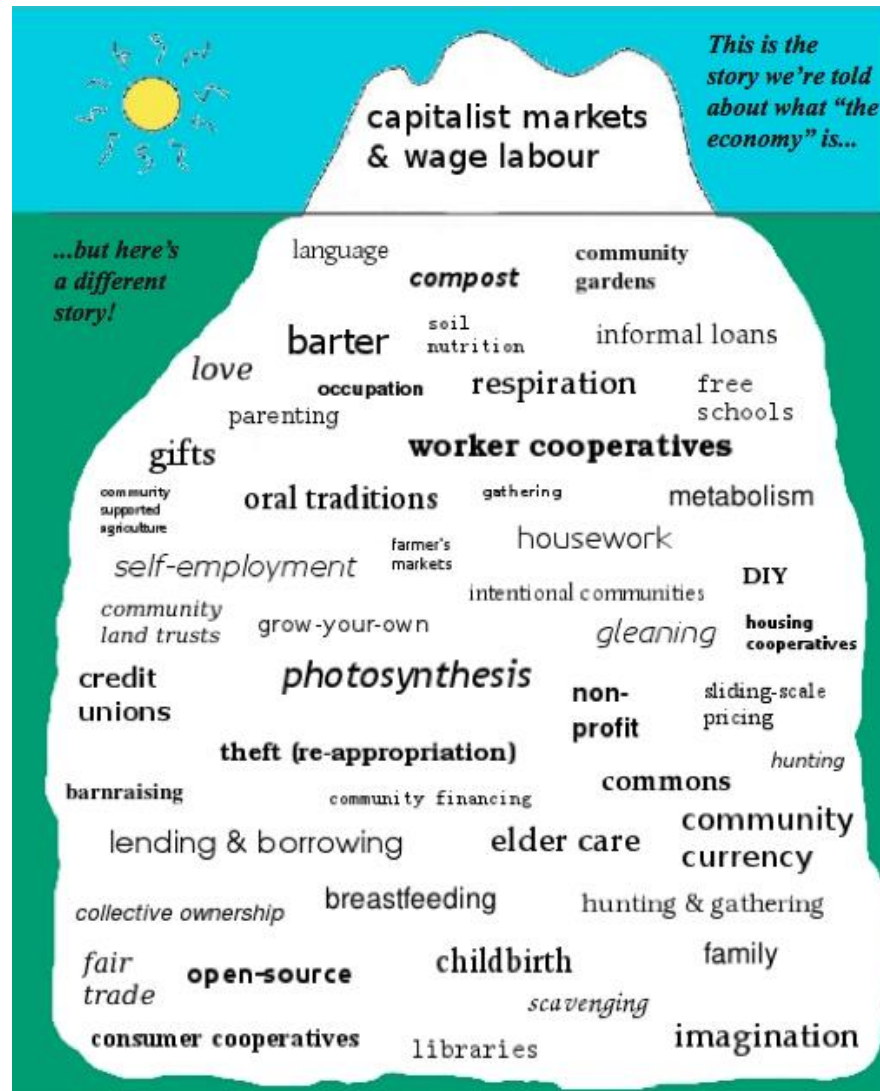 This is the
story we're told
about what “the
economy” is...
capitalist markets
& wage labour
...but here's
a different
story!
language
compost
community
gardens
barter
soil
nutrition
informal loans
love
occupation
respiration
free
schools
parenting
gifts
worker cooperatives
community
supported
agriculture
oral traditions
gathering
metabolism
self-employment
farmer's
markets
housework
DIY
intentional communities
community
land trusts
grow-your-own
gleaning
housing
cooperatives
credit
unions
photosynthesis
non-
profit
sliding-scale
pricing
theft (re-appropriation)
hunting
barnraising
community financing
commons
lending & borrowing
elder care
community
currency
collective ownership
breastfeeding
hunting & gathering
fair
trade
open-source
childbirth
family
scavenging
consumer cooperatives
libraries
imagination